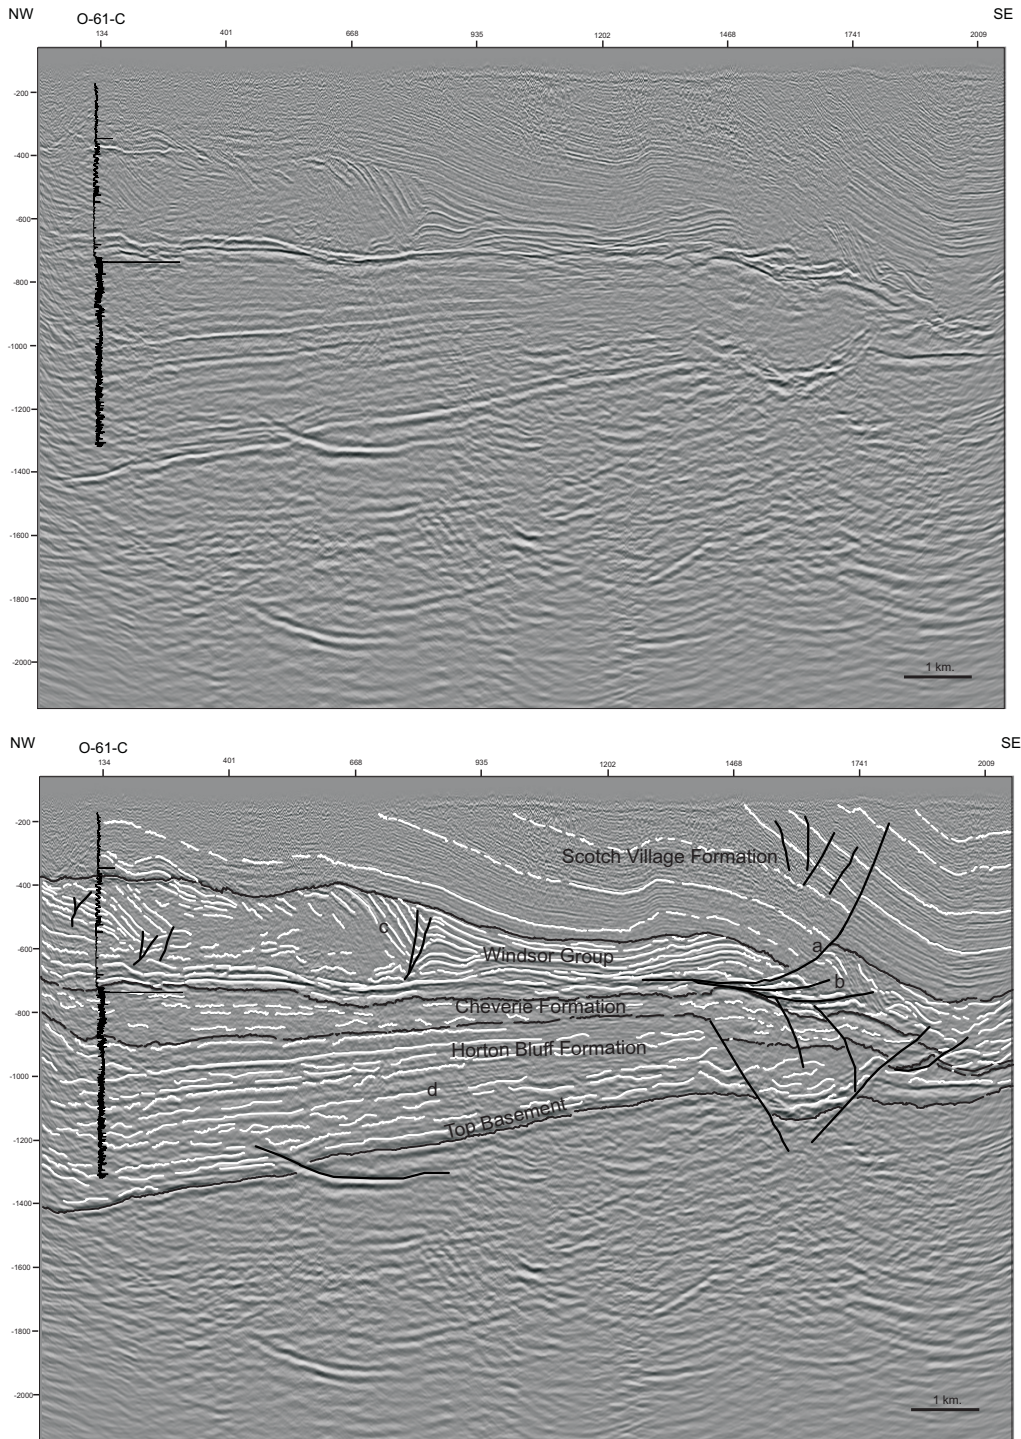 NW O-61-C SE
134 401 668 935 1202 1468 1741 2009
-200
-400
-600
-800
-1000
-1200
-1400
-1600
-1800
-2000
1 km.
NW O-61-C SE
134 401 668 935 1202 1468 1741 2009
-200
Scotch Village Formation
-400
c
-600
a
Windsor Group
b
-800
Cheverie Formation
Horton Bluff Formation
-1000
d
Top Basement
-1200
-1400
-1600
-1800
-2000
1 km.